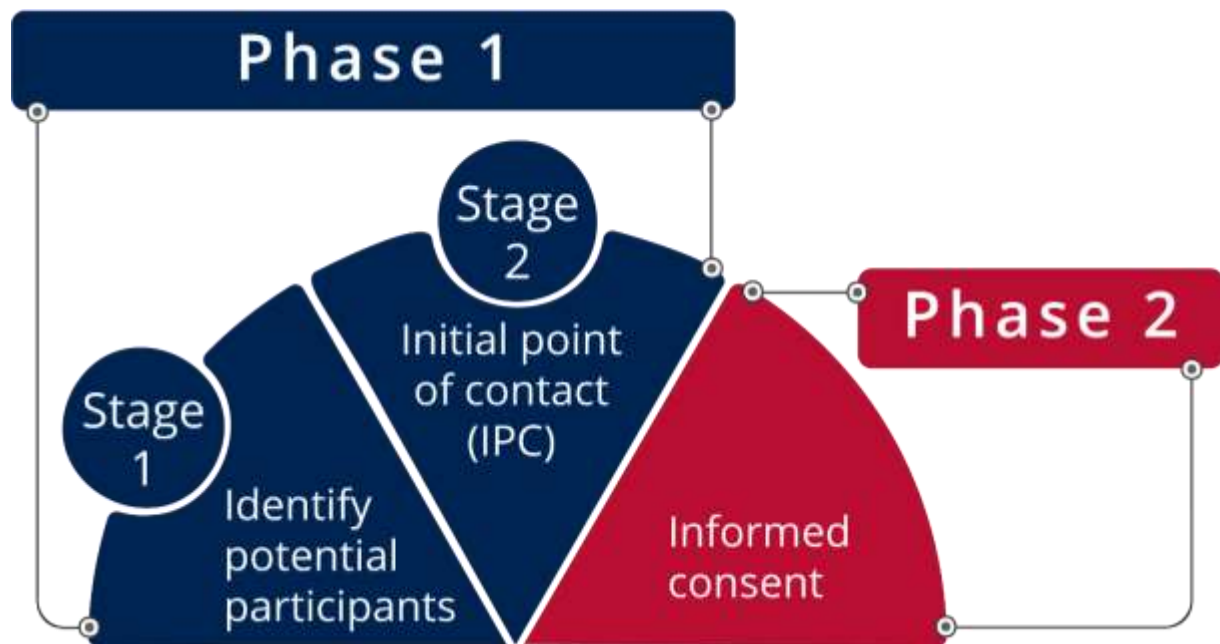 Phase 1
Stage
1
Identify
potential
participants
Stage
2
Initial point
of contact
(IPC)
Phase 2
Informed
consent